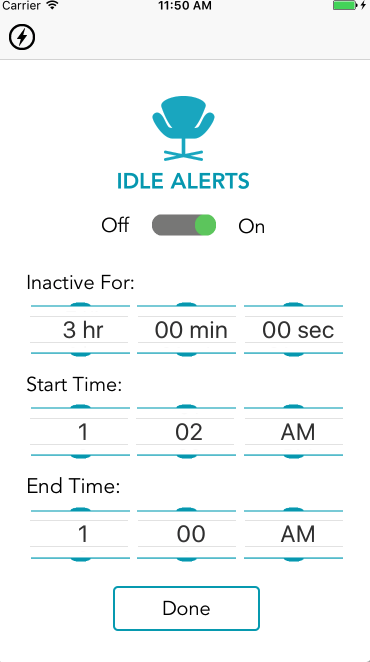 Carrier 11:50 AM
IDLE ALERTS
Off On
Inactive For:
3 hr 00 min 00 sec
Start Time:
1 02 AM
End Time:
1 00 AM
Done